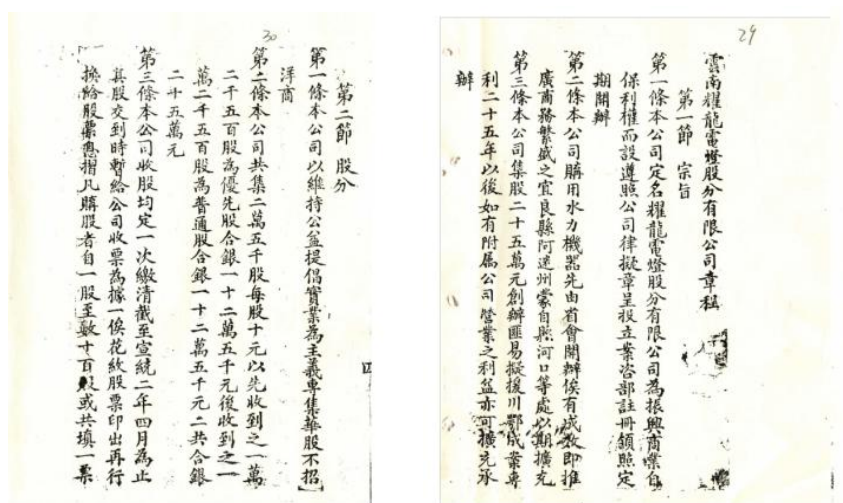 29
雲南耀龍電燈股分有限公司章程
第一節 宗旨
第一條本公司定名耀龍電燈股分有限公司為振興商業自
保利權而設遵照公司律擬章呈投立案咨部註冊領照定
期開辦
第二條本公司購用水力機器先由省會開辦俟有成效即推
廣商務繁盛之宜良縣阿迷州蒙自縣河口等處以期擴充
第三條本公司集股二十五萬元創辦匪易擬援川鄂成案專
利二十五年以後如有附属公司營業之利益亦可擴充承
辦
30
第二節 股分
第一條本公司以維持公益提倡實業為主義專集華股不招
洋商
第二條本公司共集二萬五千股每股十元以先收到之一萬
二千五百股為優先股合銀一十二萬五千元後收到之一
萬二千五百股為普通股合銀一十二萬五千元二共合銀
二十五萬元
第三條本公司收股均定一次繳清截至宣統二年四月為止
其股交到時暫給公司收票為據一俟花紋股票印出再行
換給股票息摺凡購股者自一股至數十百股或共填一票
四